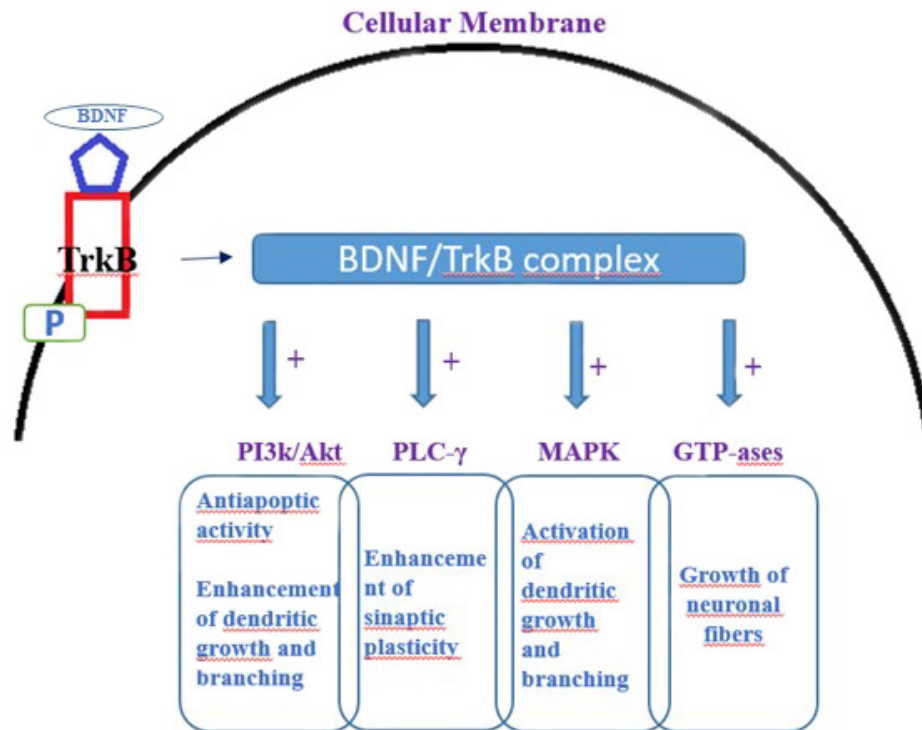 Cellular Membrane
BDNF
TrkB
P
BDNF/TrkB complex
+
+
+
+
PI3k/Akt
PLC-γ
MAPK
GTP-ases
Antiapoptic
activity
Enhancement
of dendritic
growth and
branching
Enhanceme
nt of
sinaptic
plasticity
Activation
of
dendritic
growth
and
branching
Growth of
neuronal
fibers